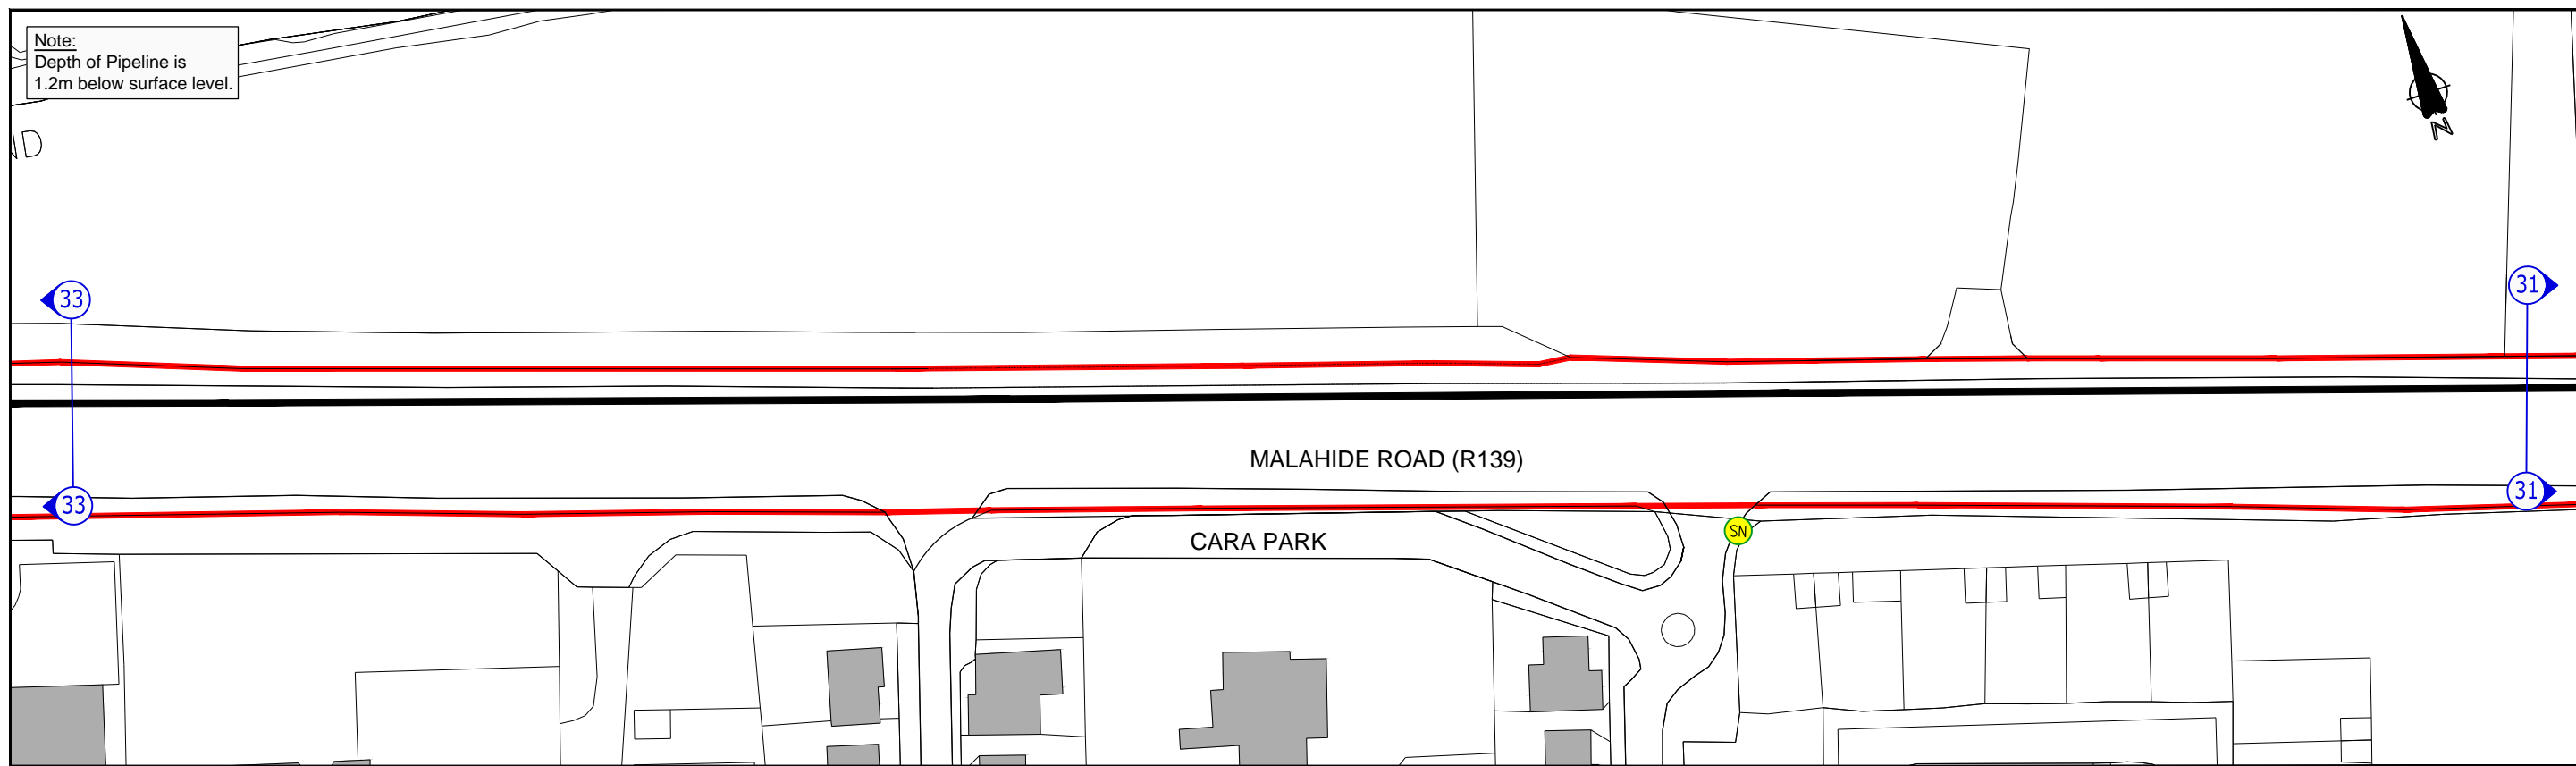 Note:
Depth of Pipeline is
1.2m below surface level.
ND
N
33
31
MALAHIDE ROAD (R139)
33
31
SN
CARA PARK